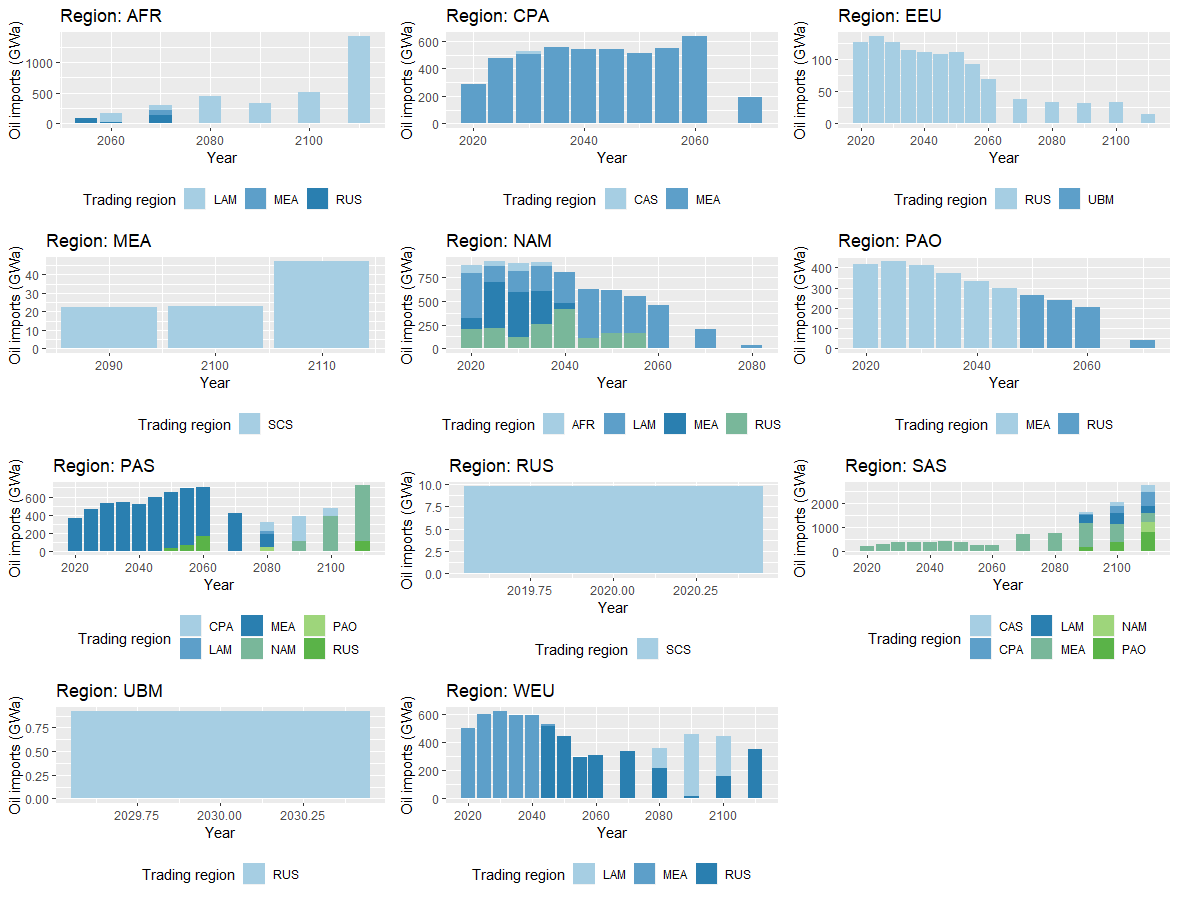 Region: AFR
Oil imports (GWa)
1000
500
0
2060 2080 2100
Year
Trading region LAM MEA RUS
Region: CPA
Oil imports (GWa)
600
400
200
0
2020 2040 2060
Year
Trading region CAS MEA
Region: EEU
Oil imports (GWa)
100
50
0
2020 2040 2060 2080 2100
Year
Trading region RUS UBM
Region: MEA
Oil imports (GWa)
40
30
20
10
0
2090 2100 2110
Year
Trading region SCS
Region: NAM
Oil imports (GWa)
750
500
250
0
2020 2040 2060 2080
Year
Trading region AFR LAM MEA RUS
Region: PAO
Oil imports (GWa)
400
300
200
100
0
2020 2040 2060
Year
Trading region MEA RUS
Region: PAS
Oil imports (GWa)
600
400
200
0
2020 2040 2060 2080 2100
Year
Trading region CPA MEA PAO
LAM NAM RUS
Region: RUS
Oil imports (GWa)
10.0
7.5
5.0
2.5
0.0
2019.75 2020.00 2020.25
Year
Trading region SCS
Region: SAS
Oil imports (GWa)
2000
1000
0
2020 2040 2060 2080 2100
Year
Trading region CAS LAM NAM
CPA MEA PAO
Region: UBM
Oil imports (GWa)
0.75
0.50
0.25
0.00
2029.75 2030.00 2030.25
Year
Trading region RUS
Region: WEU
Oil imports (GWa)
600
400
200
0
2020 2040 2060 2080 2100
Year
Trading region LAM MEA RUS